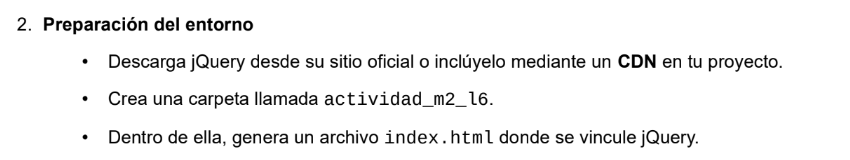 2. Preparación del entorno
• Descarga jQuery desde su sitio oficial o inclúyelo mediante un CDN en tu proyecto.
• Crea una carpeta llamada actividad_m2_l6.
• Dentro de ella, genera un archivo index.html donde se vincule jQuery.